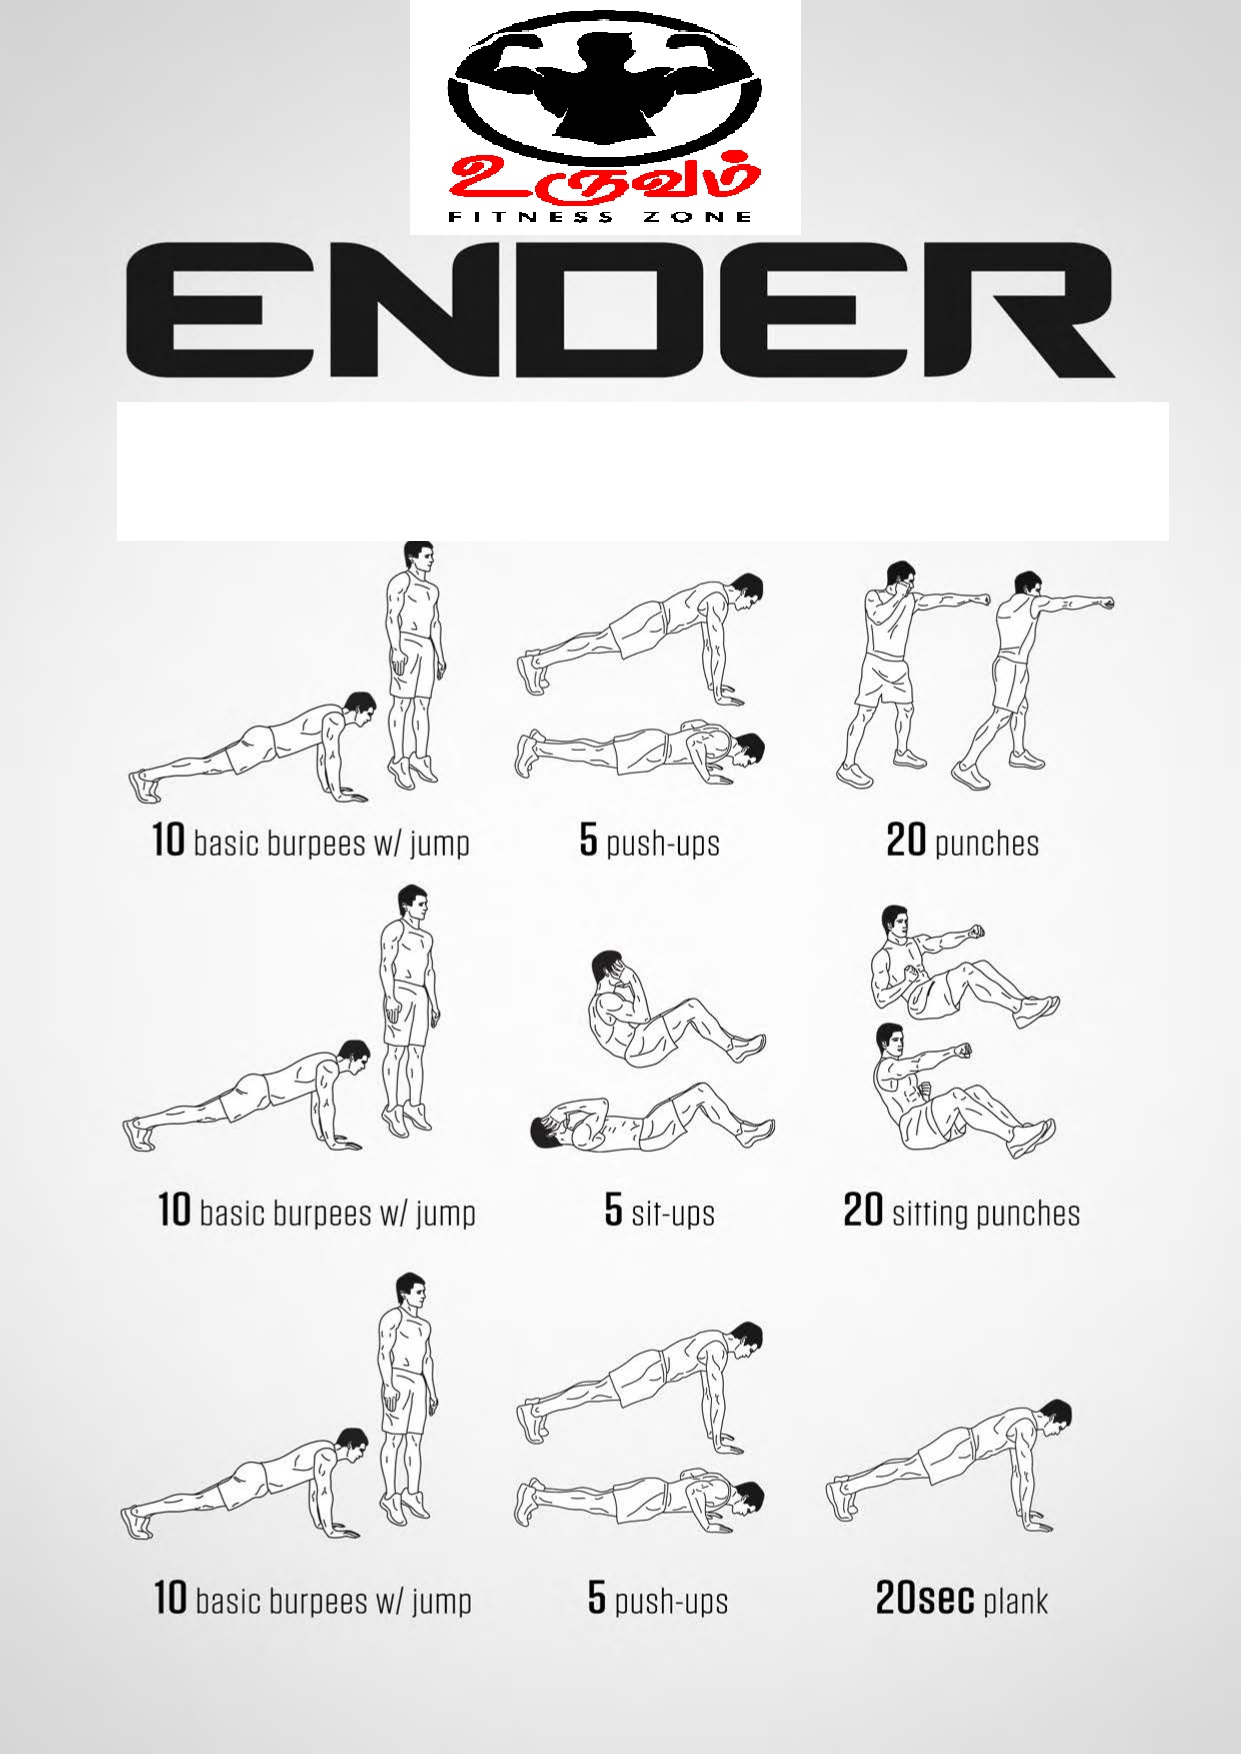 உருவம்
FITNESS ZONE
ENDER
10 basic burpees w/ jump
5 push-ups
20 punches
10 basic burpees w/ jump
5 sit-ups
20 sitting punches
10 basic burpees w/ jump
5 push-ups
20sec plank